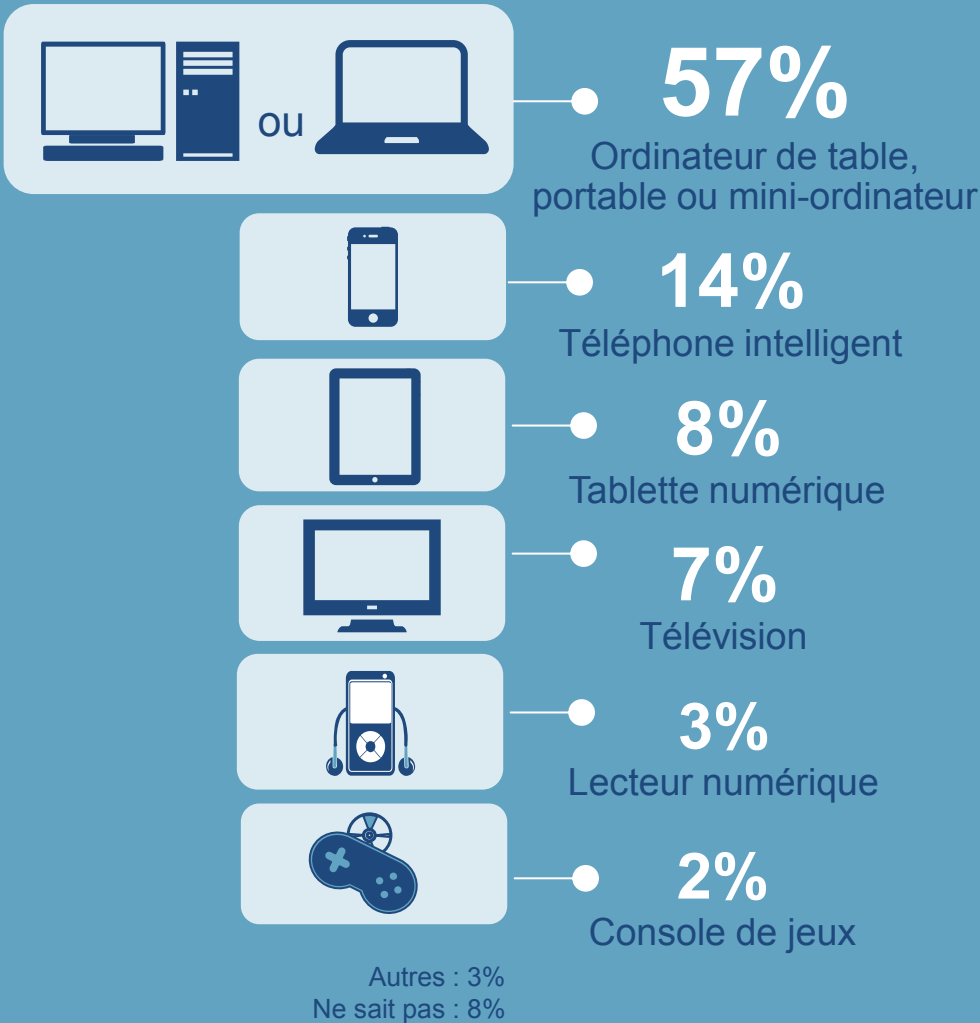 ou
57%
Ordinateur de table,
portable ou mini-ordinateur
14%
Téléphone intelligent
8%
Tablette numérique
7%
Télévision
3%
Lecteur numérique
2%
Console de jeux
Autres : 3%
Ne sait pas : 8%